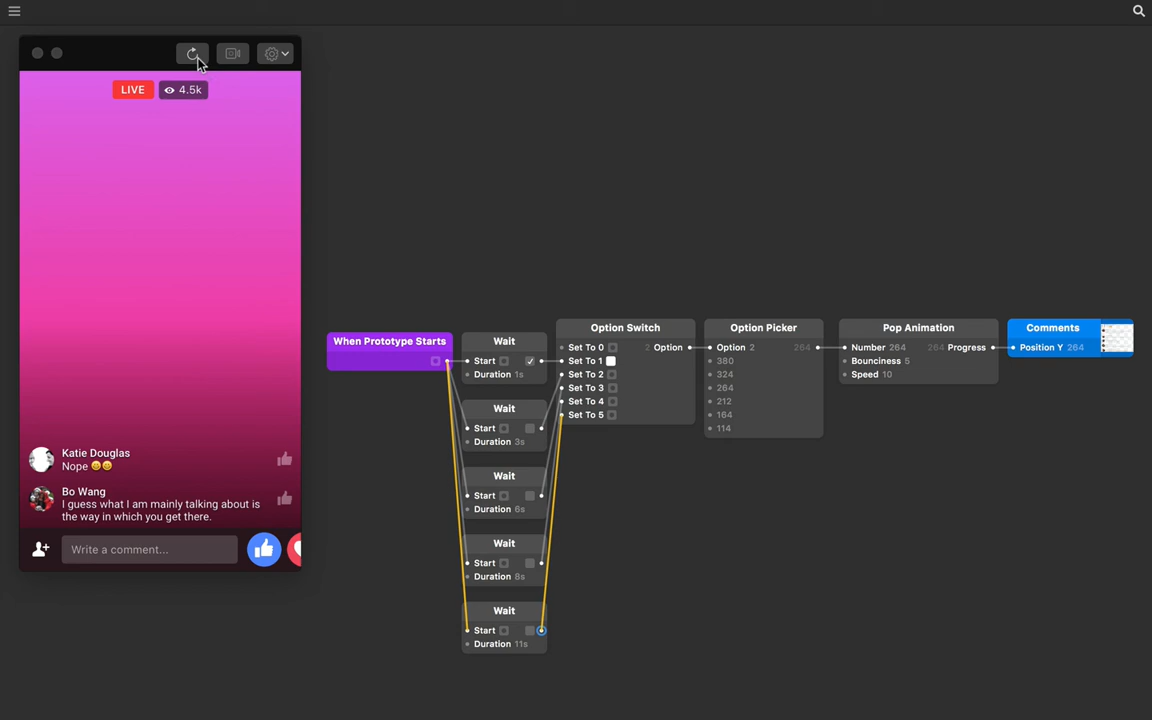 LIVE
4.5k
Katie Douglas
Nope 😊😊
Bo Wang
I guess what I am mainly talking about is
the way in which you get there.
Write a comment...
When Prototype Starts
Wait
Start
Duration 1s
Wait
Start
Duration 3s
Wait
Start
Duration 6s
Wait
Start
Duration 8s
Wait
Start
Duration 11s
Option Switch
Set To 0 2 Option
Set To 1
Set To 2
Set To 3
Set To 4
Set To 5
Option Picker
Option 2 264
380
324
264
212
164
114
Pop Animation
Number 264 264 Progress
Bounciness 5
Speed 10
Comments
Position Y 264